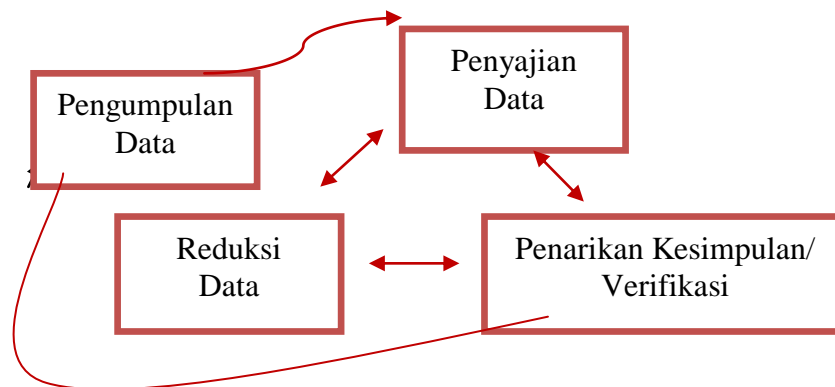 Pengumpulan
Data
Penyajian
Data
Reduksi
Data
Penarikan Kesimpulan/
Verifikasi